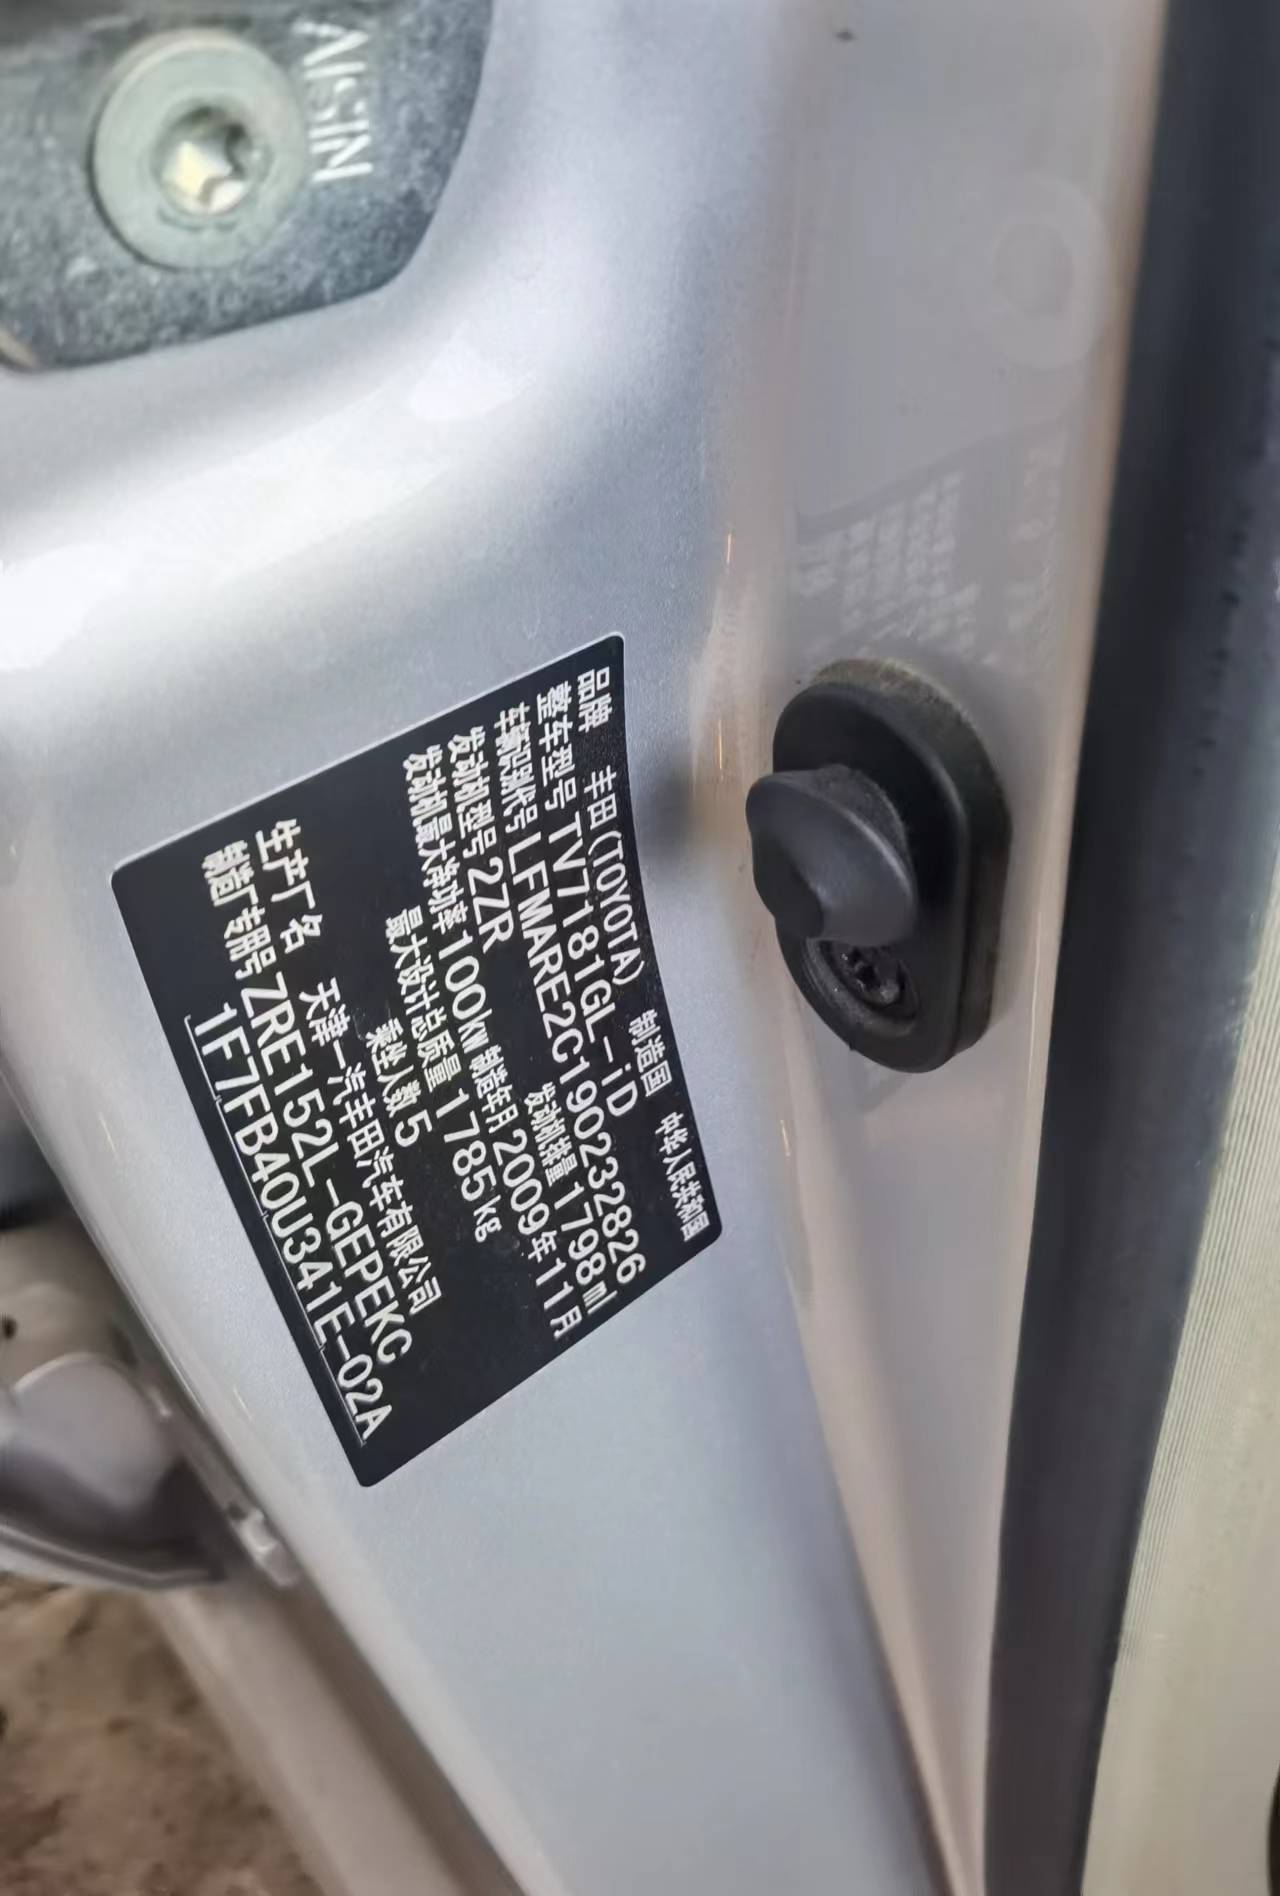 AISIN
品牌 丰田(TOYOTA) 制造国 中华人民共和国
整车型号 TV7181GL-iD
车辆识别代号 LFMARE2C190232826
发动机型号 2ZR 发动机排量 1798ml
发动机最大净功率 100kW 制造年月 2009年11月
最大设计总质量 1785kg
乘坐人数 5
生产厂名 天津一汽丰田汽车有限公司
制造厂专用号 ZRE152L-GEPEKC
1F7FB40U341E-02A